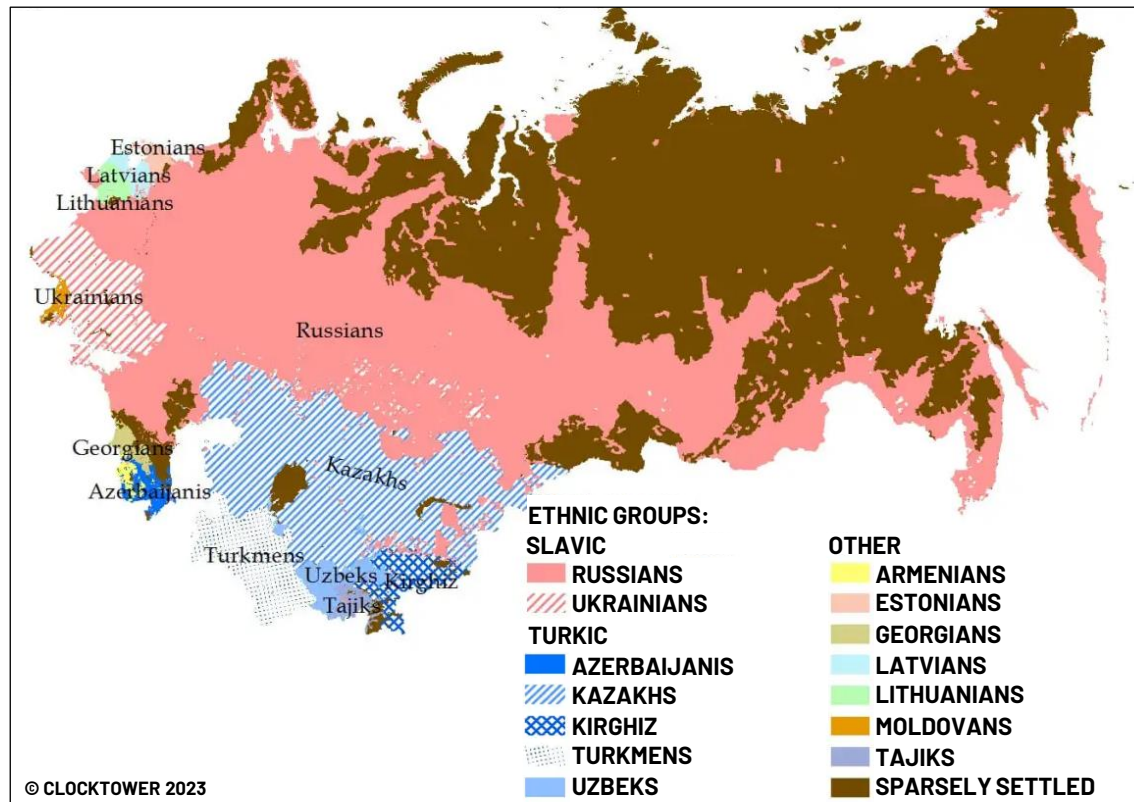 Estonians
Latvians
Lithuanians
Ukrainians
Russians
Georgians
Azerbaijanis
Kazakhs
Turkmens
Uzbeks
Kirghiz
Tajiks
ETHNIC GROUPS:
SLAVIC
RUSSIANS
UKRAINIANS
TURKIC
AZERBAIJANIS
KAZAKHS
KIRGHIZ
TURKMENS
UZBEKS
OTHER
ARMENIANS
ESTONIANS
GEORGIANS
LATVIANS
LITHUANIANS
MOLDOVANS
TAJIKS
SPARSELY SETTLED
© CLOCKTOWER 2023